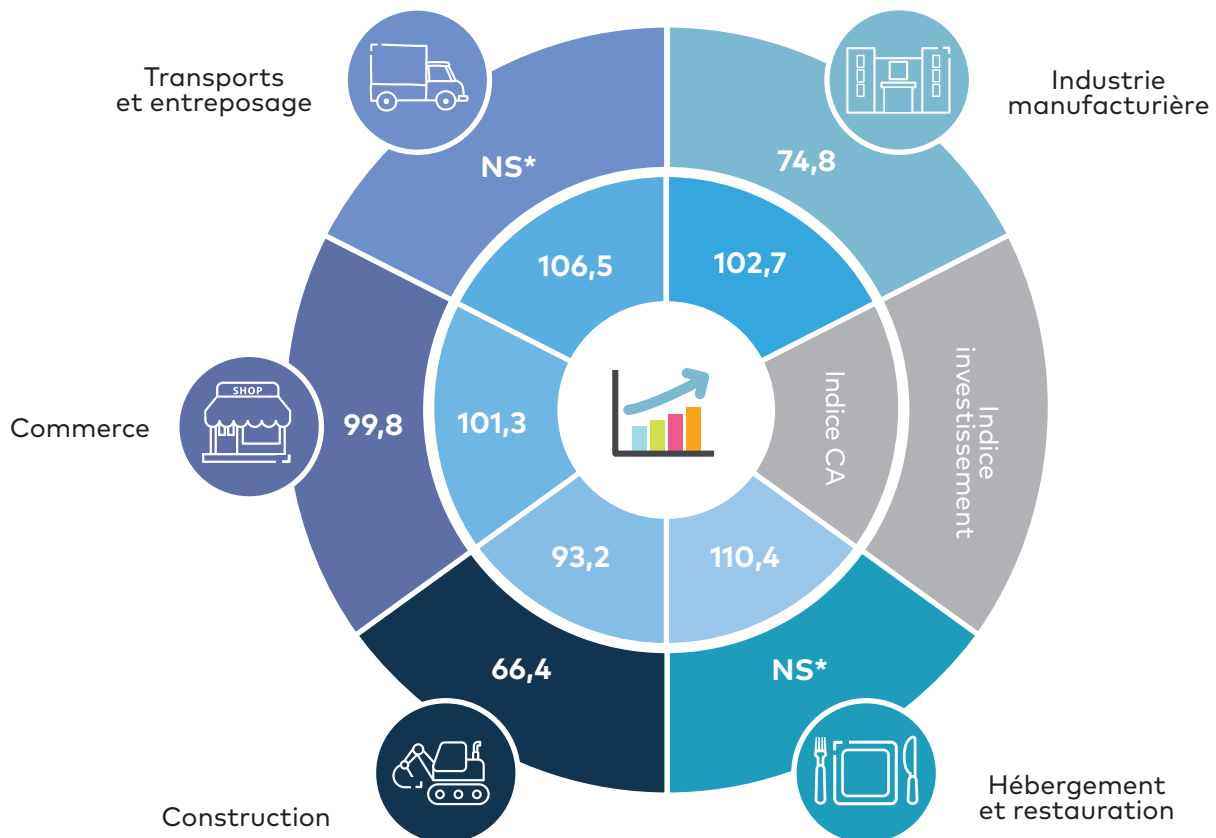 Transports
et entreposage
Industrie
manufacturière
NS*
74,8
106,5
102,7
SHOP
Commerce
99,8
101,3
Indice CA
Indice
investissement
93,2
110,4
66,4
NS*
Construction
Hébergement
et restauration